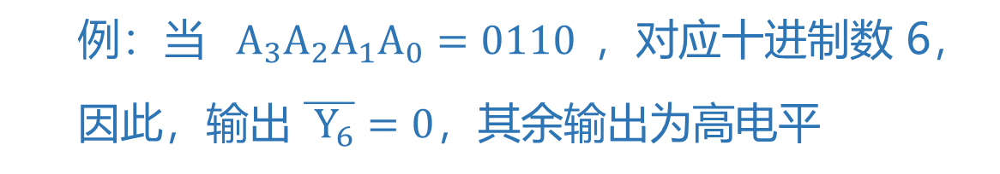 例：当 A₃A₂A₁A₀ = 0110 ，对应十进制数 6，
因此，输出 Y̅₆ = 0，其余输出为高电平